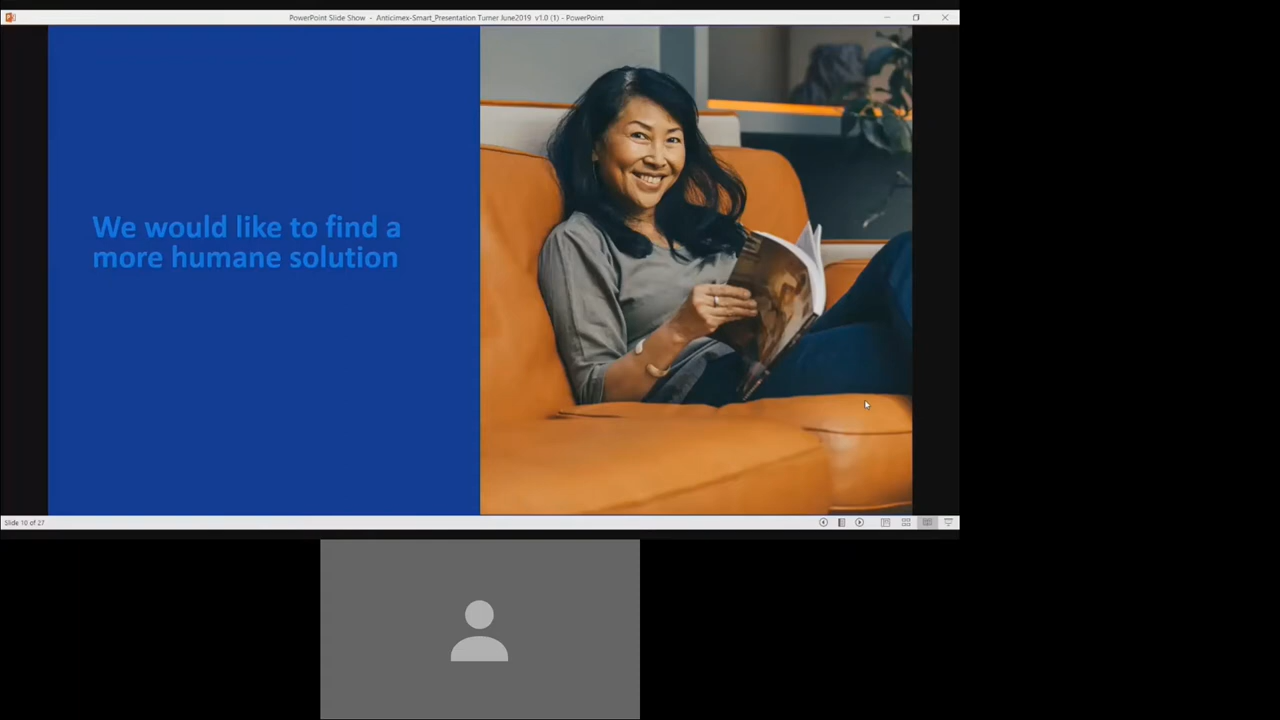 PowerPoint Slide Show - Anticimex-Smart_Presentation Turner June2019 v1.0 (1) - PowerPoint
We would like to find a
more humane solution
Slide 10 of 27